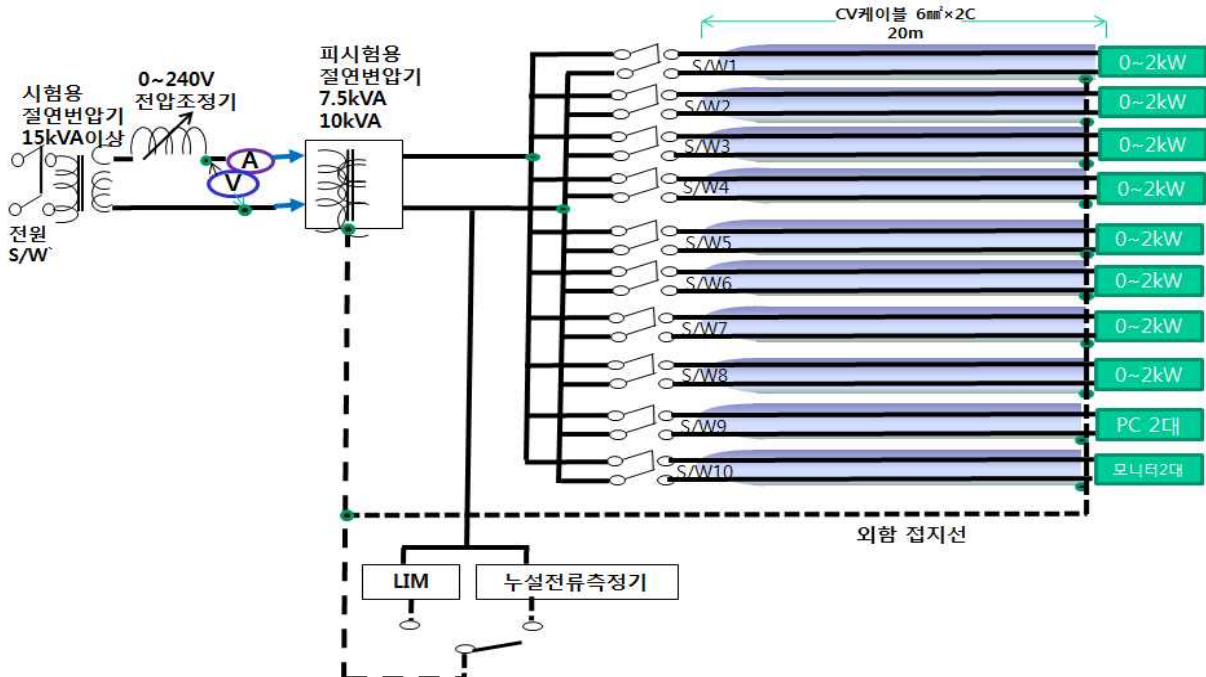 CV케이블 6㎟×2C
20m
피시험용
절연변압기
7.5kVA
10kVA
0~240V
전압조정기
시험용
절연변압기
15kVA이상
A
V
전원
S/W`
S/W1
0~2kW
S/W2
0~2kW
S/W3
0~2kW
S/W4
0~2kW
S/W5
0~2kW
S/W6
0~2kW
S/W7
0~2kW
S/W8
0~2kW
S/W9
PC 2대
S/W10
모니터2대
외함 접지선
LIM
누설전류측정기